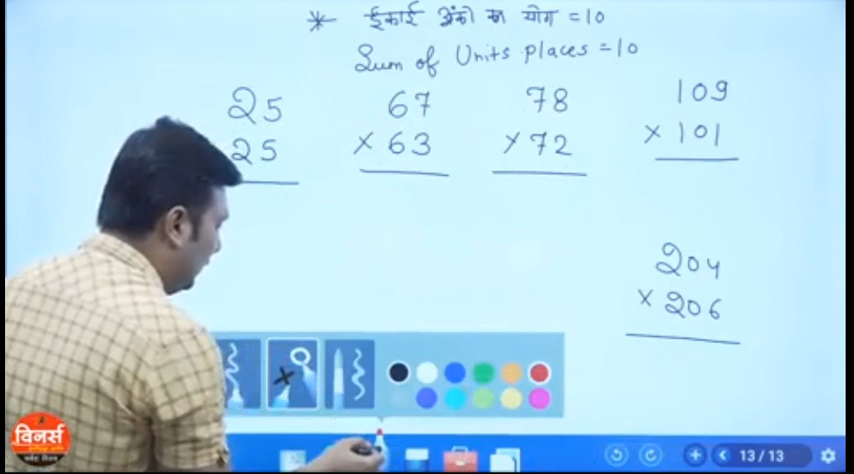 * ईकाई अंको का योग = 10
Sum of Units places = 10
25
25
67
× 63
78
× 72
109
× 101
204
× 206
विनर्स
13 / 13